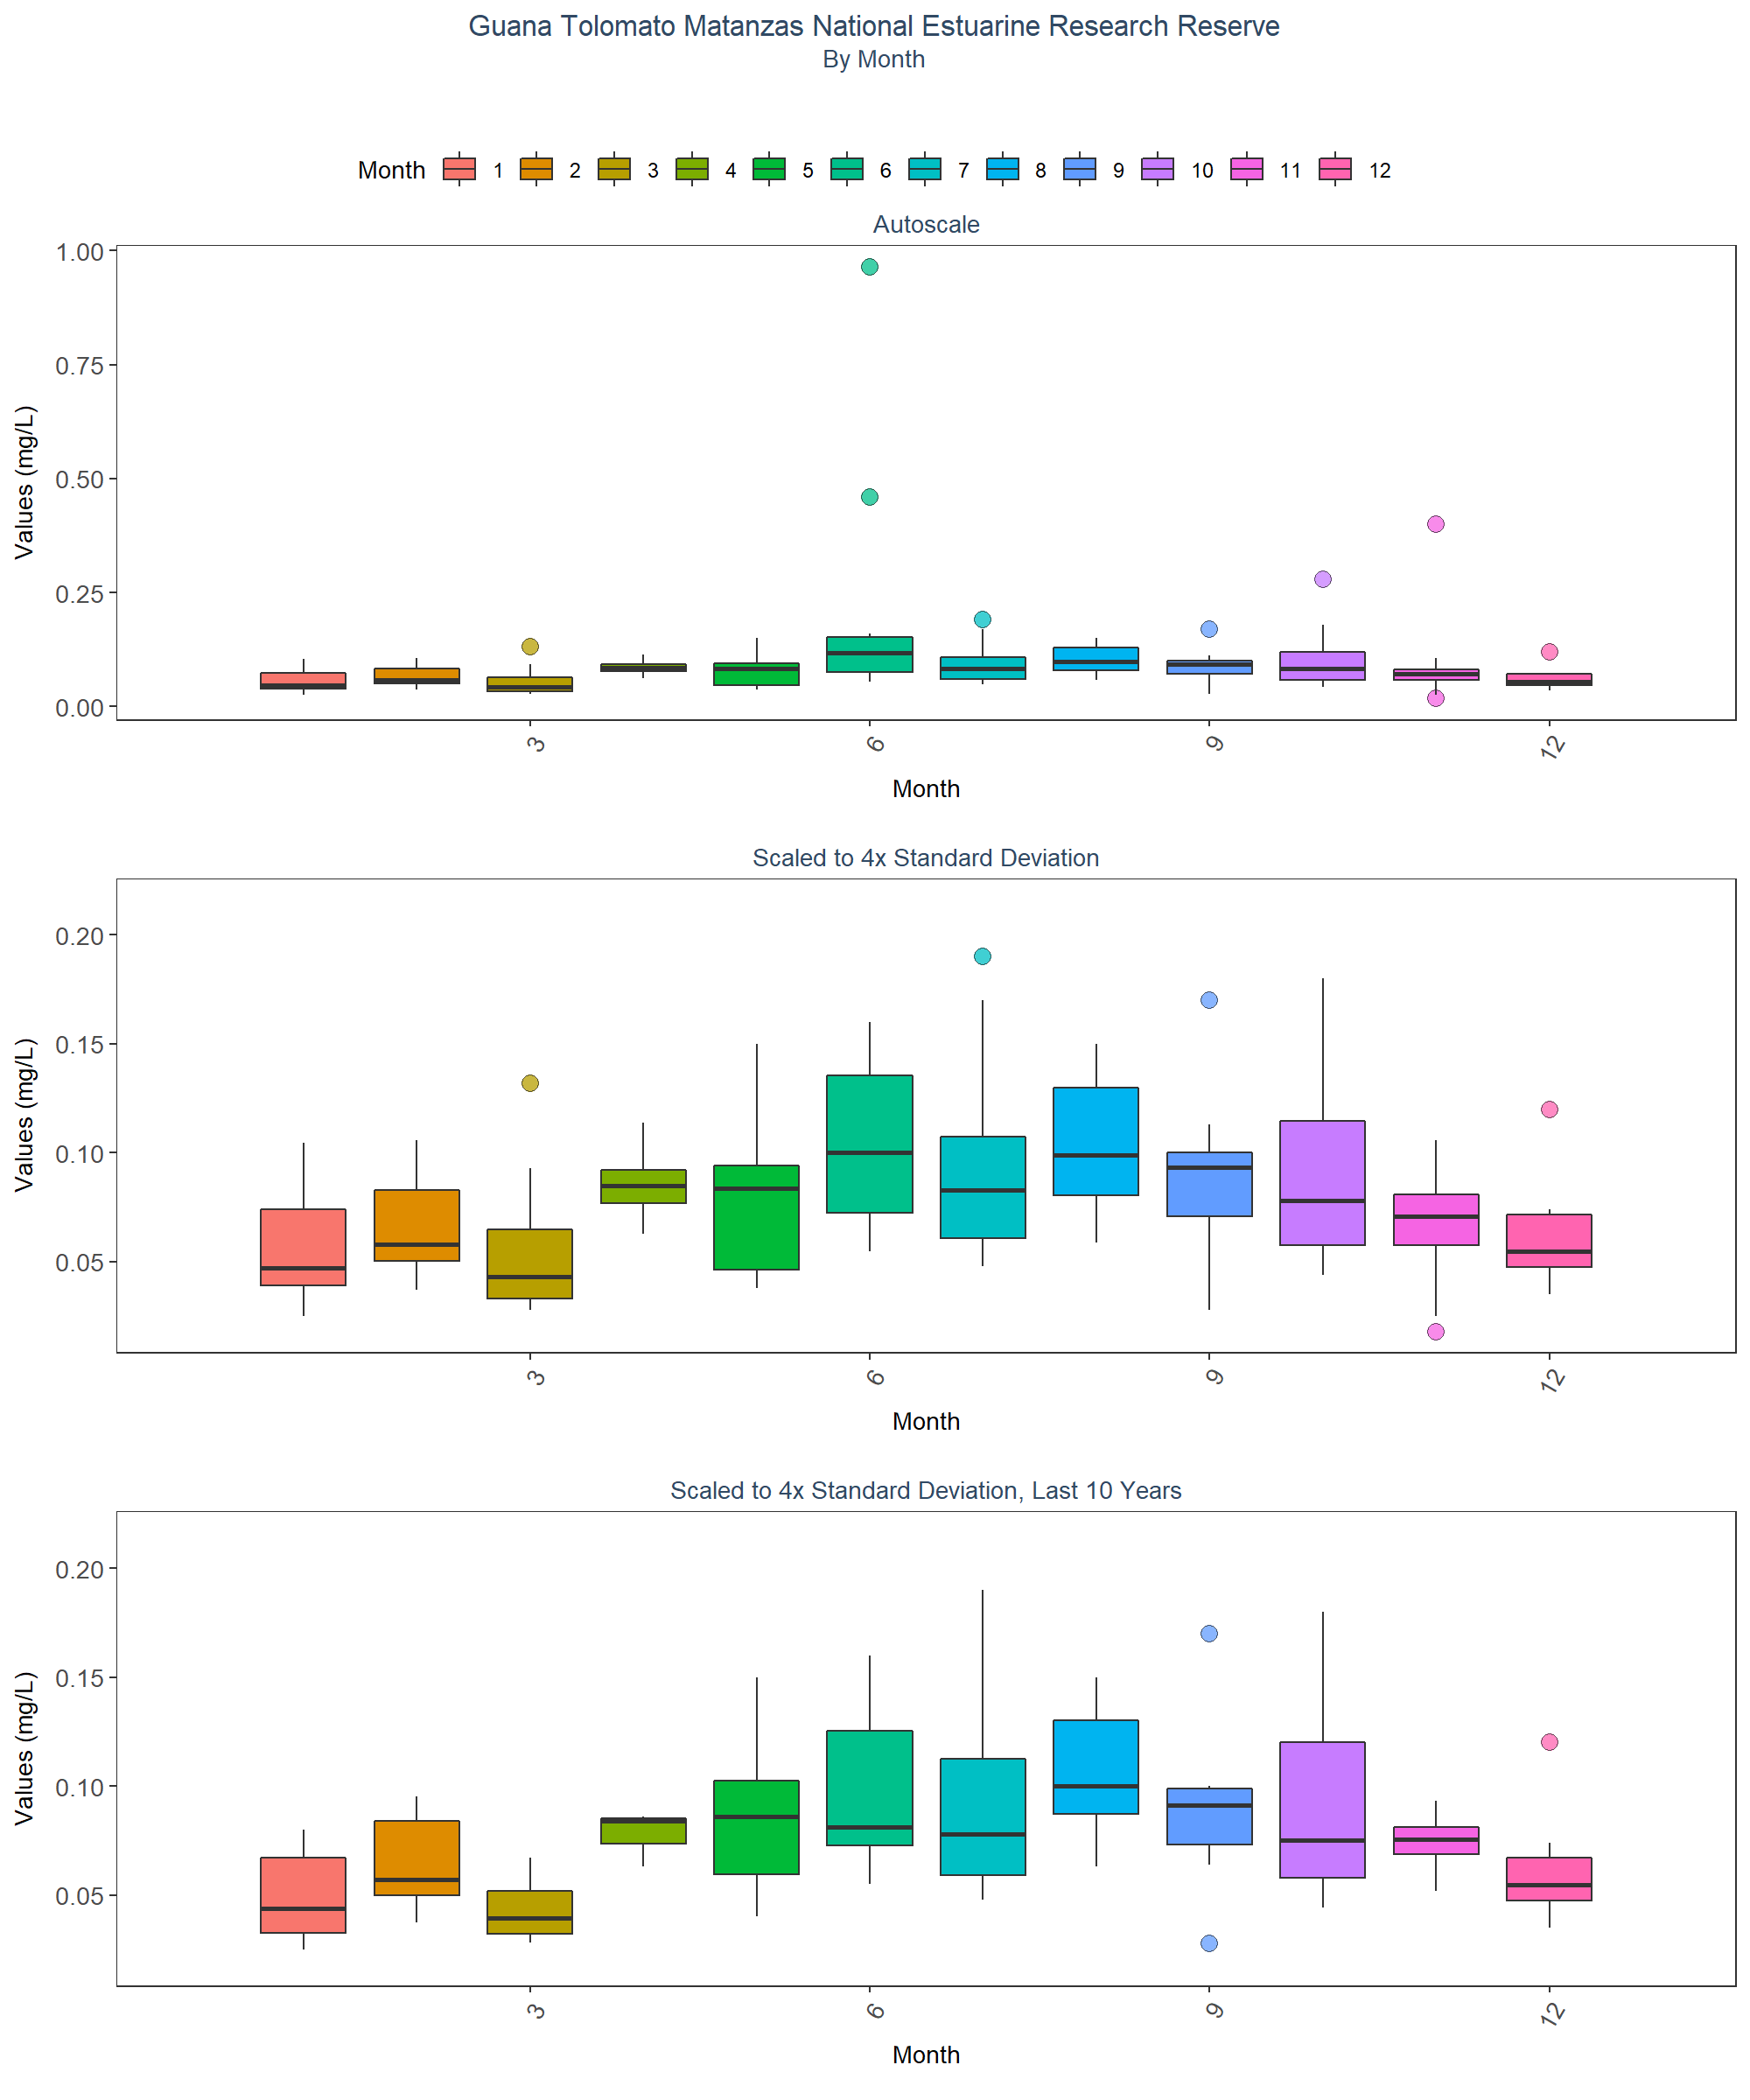 Guana Tolomato Matanzas National Estuarine Research Reserve
By Month
Month 1 2 3 4 5 6 7 8 9 10 11 12
Autoscale
Values (mg/L)
1.00
0.75
0.50
0.25
0.00
3 6 9 12
Month
Scaled to 4x Standard Deviation
Values (mg/L)
0.20
0.15
0.10
0.05
3 6 9 12
Month
Scaled to 4x Standard Deviation, Last 10 Years
Values (mg/L)
0.20
0.15
0.10
0.05
3 6 9 12
Month